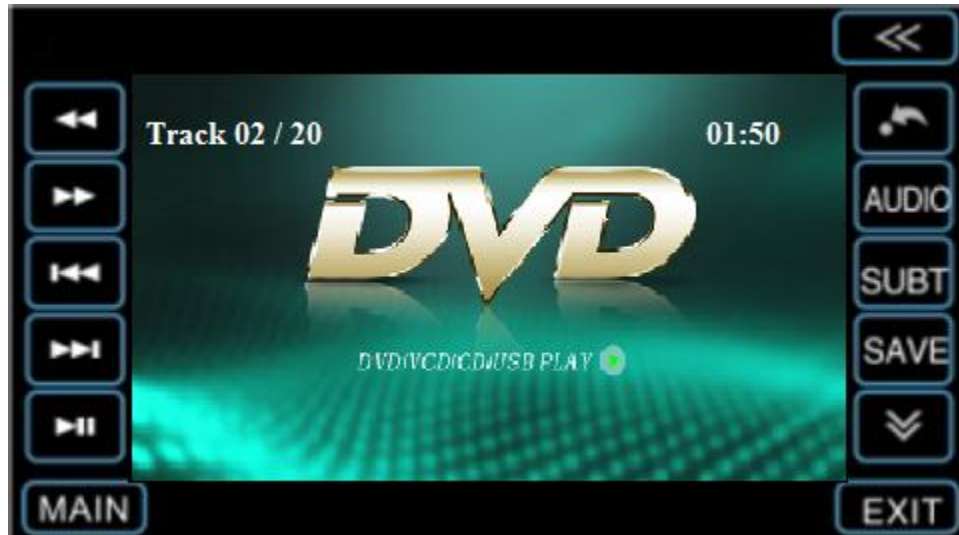 Track 02 / 20
01:50
AUDIO
DVD
SUBT
DVD/VCD/CD/USB PLAY
SAVE
MAIN
EXIT